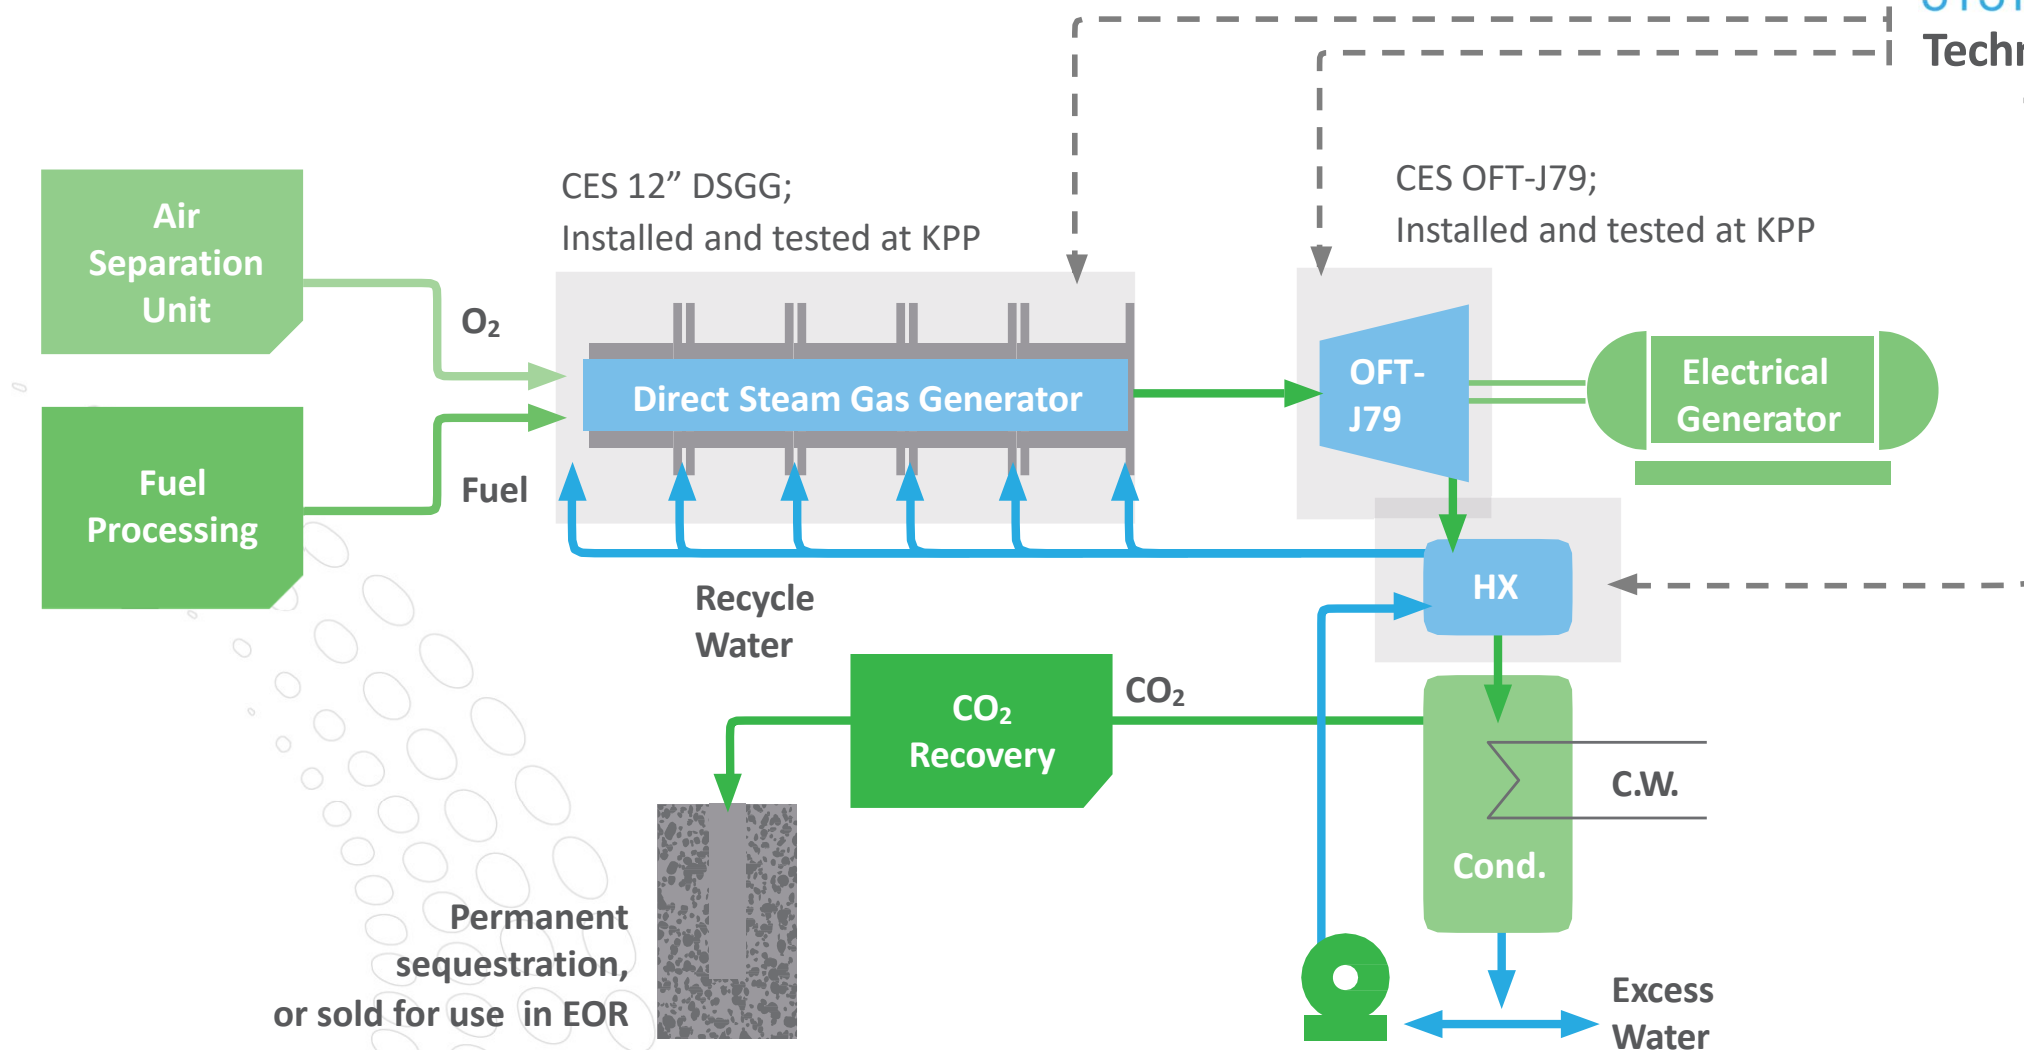 CES 12” DSGG;
Installed and tested at KPP
CES OFT-J79;
Installed and tested at KPP
Air
Separation
Unit
O₂
Fuel
Processing
Fuel
Direct Steam Gas Generator
OFT-
J79
Electrical
Generator
HX
Recycle
Water
CO₂
Recovery
CO₂
C.W.
Cond.
Permanent
sequestration,
or sold for use in EOR
Excess
Water